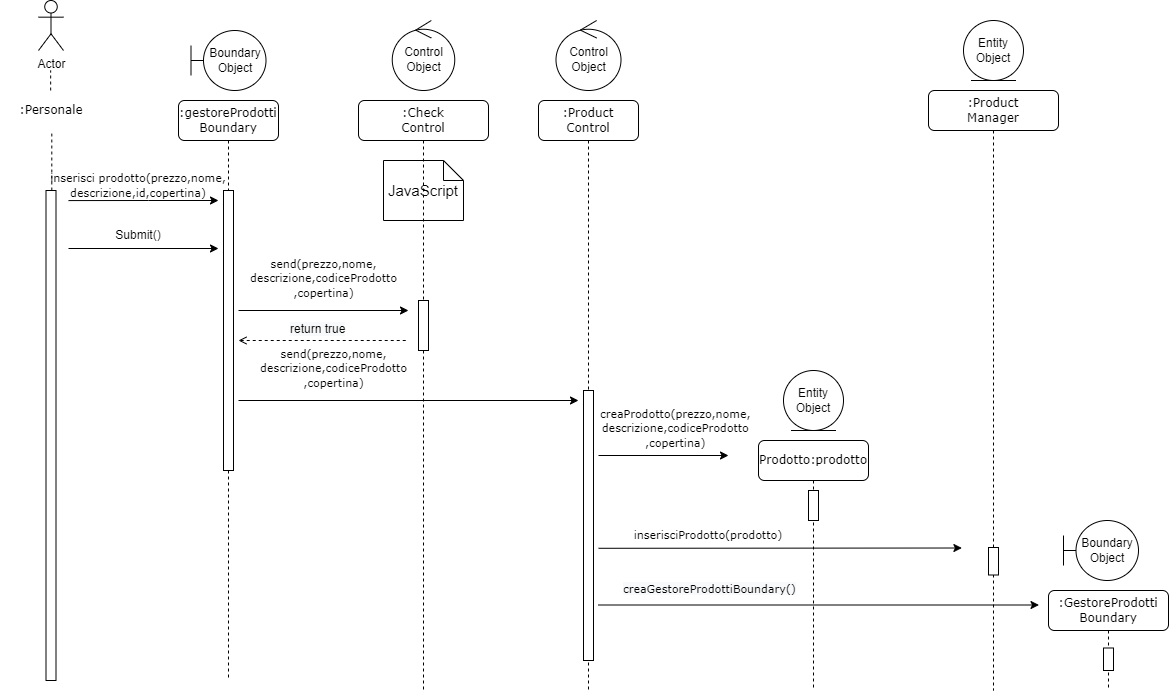 Actor
:Personale
Boundary
Object
:gestoreProdotti
Boundary
Control
Object
:Check
Control
JavaScript
Control
Object
:Product
Control
Entity
Object
:Product
Manager
inserisci prodotto(prezzo,nome,
descrizione,id,copertina)
Submit()
send(prezzo,nome,
descrizione,codiceProdotto
,copertina)
return true
send(prezzo,nome,
descrizione,codiceProdotto
,copertina)
creaProdotto(prezzo,nome,
descrizione,codiceProdotto
,copertina)
Entity
Object
Prodotto:prodotto
inserisciProdotto(prodotto)
creaGestoreProdottiBoundary()
Boundary
Object
:GestoreProdotti
Boundary